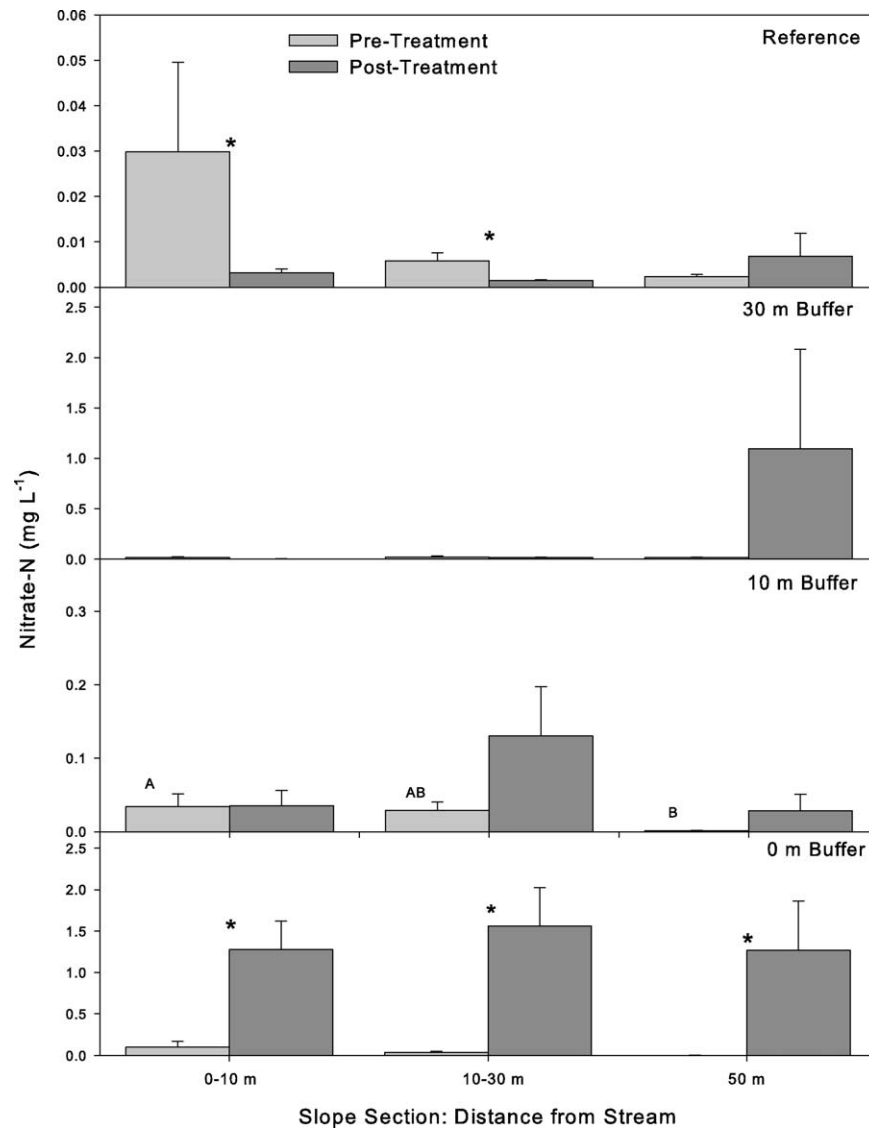 Pre-Treatment
Post-Treatment
Reference
0.06
0.05
0.04
0.03
0.02
0.01
0.00
*
*
30 m Buffer
2.5
2.0
1.5
1.0
0.5
0.0
10 m Buffer
0.3
0.2
0.1
0.0
A
AB
B
0 m Buffer
2.5
2.0
1.5
1.0
0.5
0.0
*
*
*
0-10 m
10-30 m
50 m
Nitrate-N (mg L⁻¹)
Slope Section: Distance from Stream